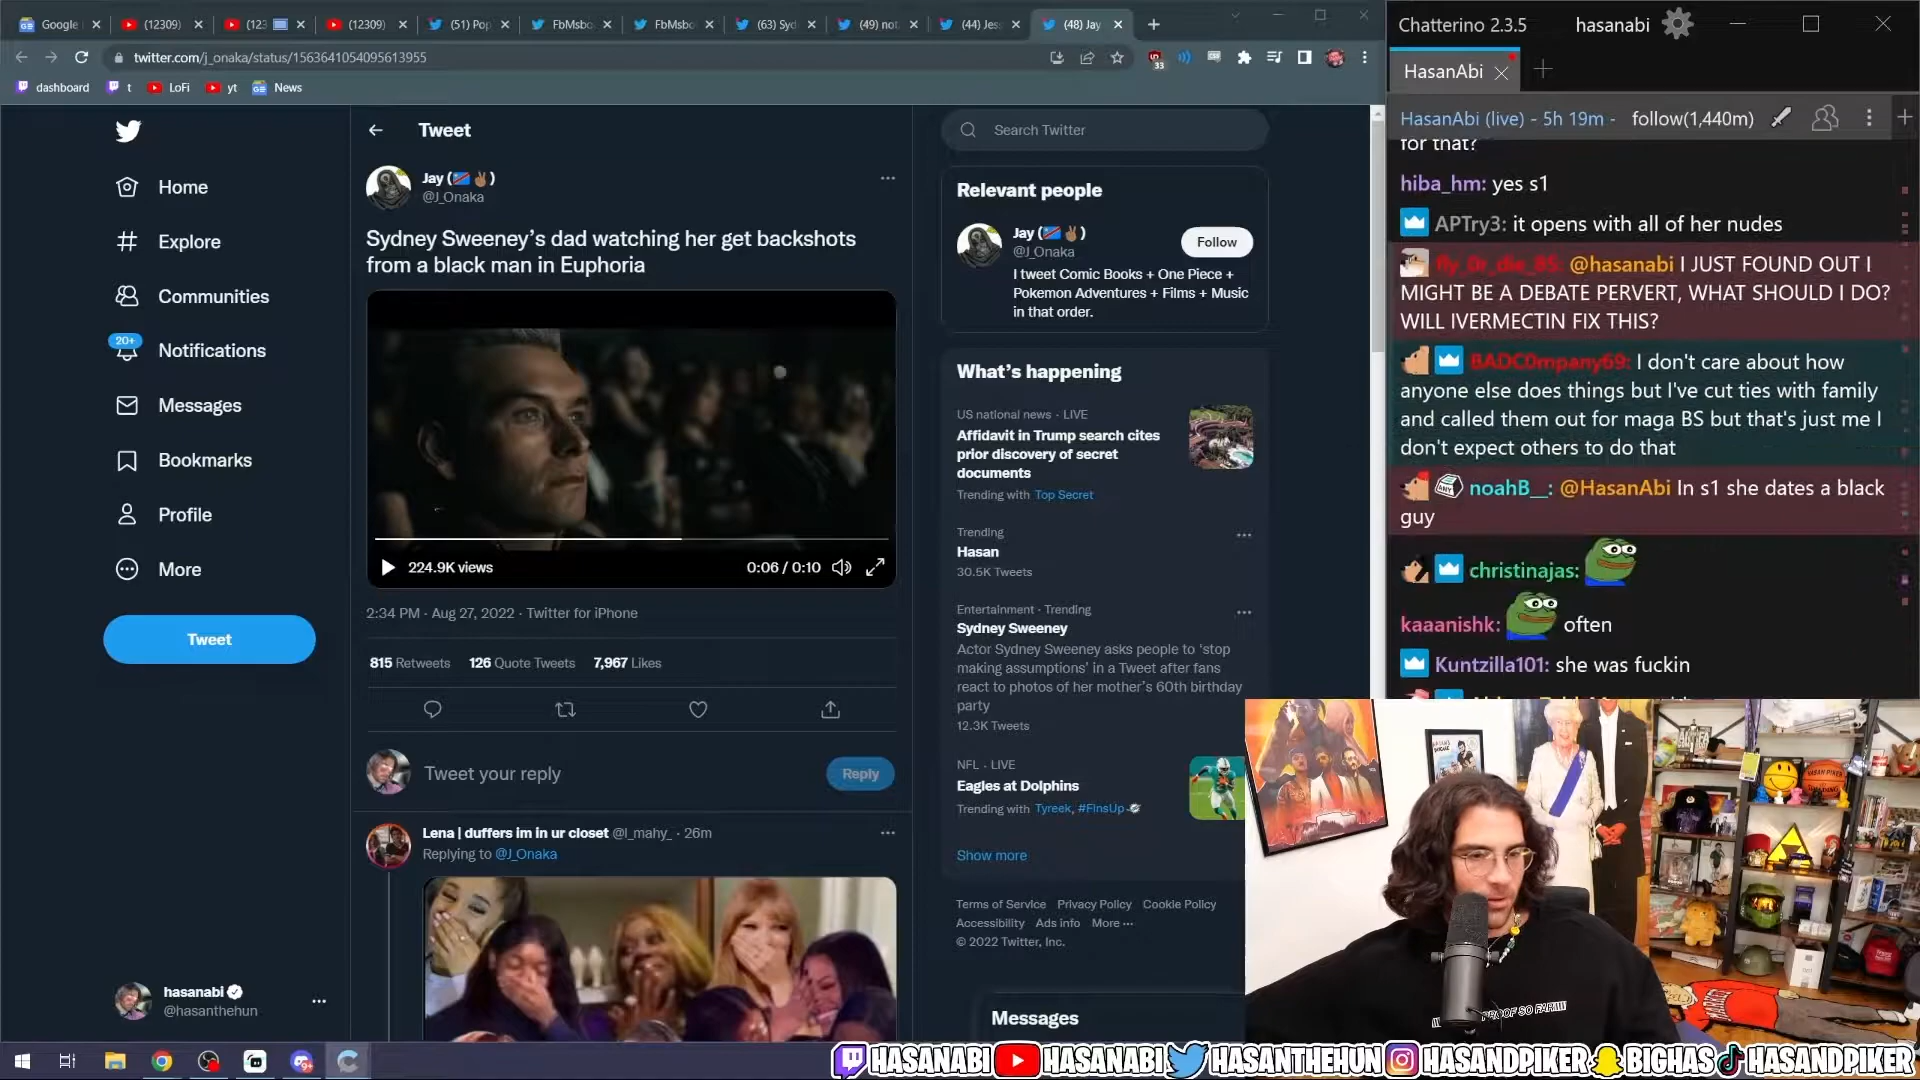 Google
(12309)
(123
(12309)
(51) Pop
FbMsbo
FbMsbo
(63) Syd
(49) not
(44) Jes
(48) Jay
twitter.com/j_onaka/status/1563641054095613955
33
dashboard
t
LoFi
yt
News
Home
Explore
Communities
20+
Notifications
Messages
Bookmarks
Profile
More
Tweet
hasanabi
@hasanthehun
Tweet
Jay
@J_Onaka
Sydney Sweeney’s dad watching her get backshots
from a black man in Euphoria
224.9K views
0:06 / 0:10
2:34 PM · Aug 27, 2022 · Twitter for iPhone
815 Retweets 126 Quote Tweets 7,967 Likes
Tweet your reply
Reply
Lena | duffers im in ur closet @l_mahy_ · 26m
Replying to @J_Onaka
Search Twitter
Relevant people
Jay
@J_Onaka
Follow
I tweet Comic Books + One Piece +
Pokemon Adventures + Films + Music
in that order.
What’s happening
US national news · LIVE
Affidavit in Trump search cites
prior discovery of secret
documents
Trending with Top Secret
Trending
Hasan
30.5K Tweets
Entertainment · Trending
Sydney Sweeney
Actor Sydney Sweeney asks people to 'stop
making assumptions' in a Tweet after fans
react to photos of her mother's 60th birthday
party
12.3K Tweets
NFL · LIVE
Eagles at Dolphins
Trending with Tyreek, #FinsUp
Show more
Terms of Service Privacy Policy Cookie Policy
Accessibility Ads info More
© 2022 Twitter, Inc.
Messages
Chatterino 2.3.5
hasanabi
HasanAbi
HasanAbi (live) - 5h 19m - follow(1,440m)
for that?
hiba_hm: yes s1
APTry3: it opens with all of her nudes
fly_0r_die_85: @hasanabi I JUST FOUND OUT I
MIGHT BE A DEBATE PERVERT, WHAT SHOULD I DO?
WILL IVERMECTIN FIX THIS?
BADC0mpany69: I don't care about how
anyone else does things but I've cut ties with family
and called them out for maga BS but that's just me I
don't expect others to do that
noahB__: @HasanAbi In s1 she dates a black
guy
christinajas:
kaaanishk: often
Kuntzilla101: she was fuckin
PROOF SO FAR!!!!
HASANABI HASANABI HASANTHEHUN HASANDPIKER BIGHAS HASANDPIKER